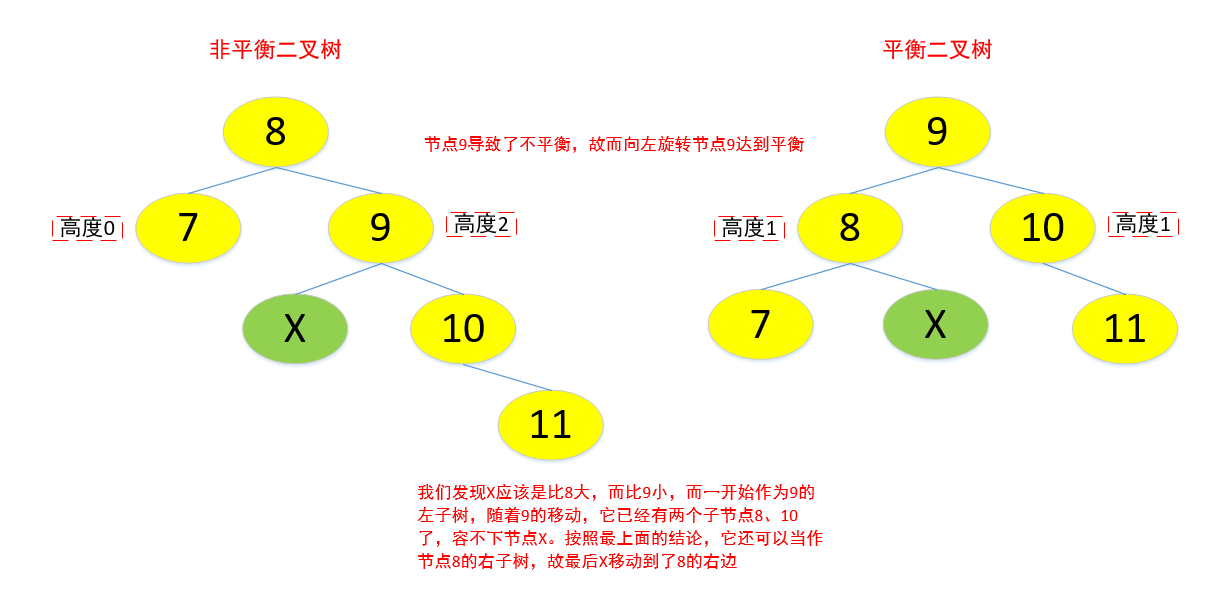 非平衡二叉树
平衡二叉树
8
9
节点9导致了不平衡，故而向左旋转节点9达到平衡
高度0
7
9
高度2
高度1
8
10
高度1
X
10
7
X
11
11
我们发现X应该是比8大，而比9小，而一开始作为9的
左子树，随着9的移动，它已经有两个子节点8、10
了，容不下节点X。按照最上面的结论，它还可以当作
节点8的右子树，故最后X移动到了8的右边